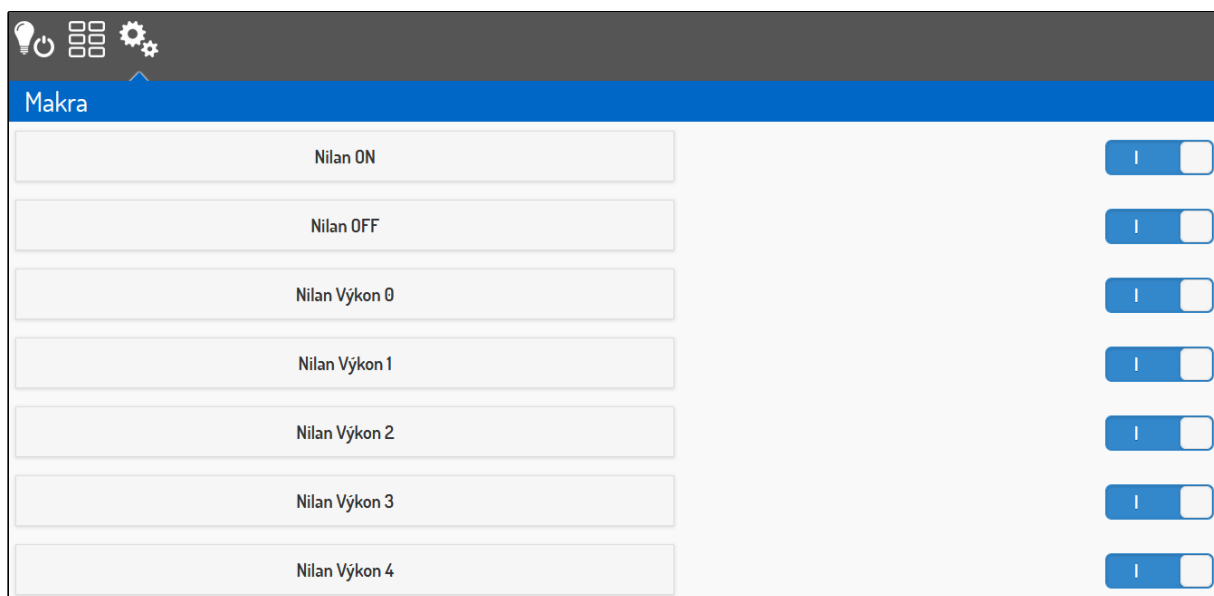 Makra
Nilan ON
Nilan OFF
Nilan Výkon 0
Nilan Výkon 1
Nilan Výkon 2
Nilan Výkon 3
Nilan Výkon 4